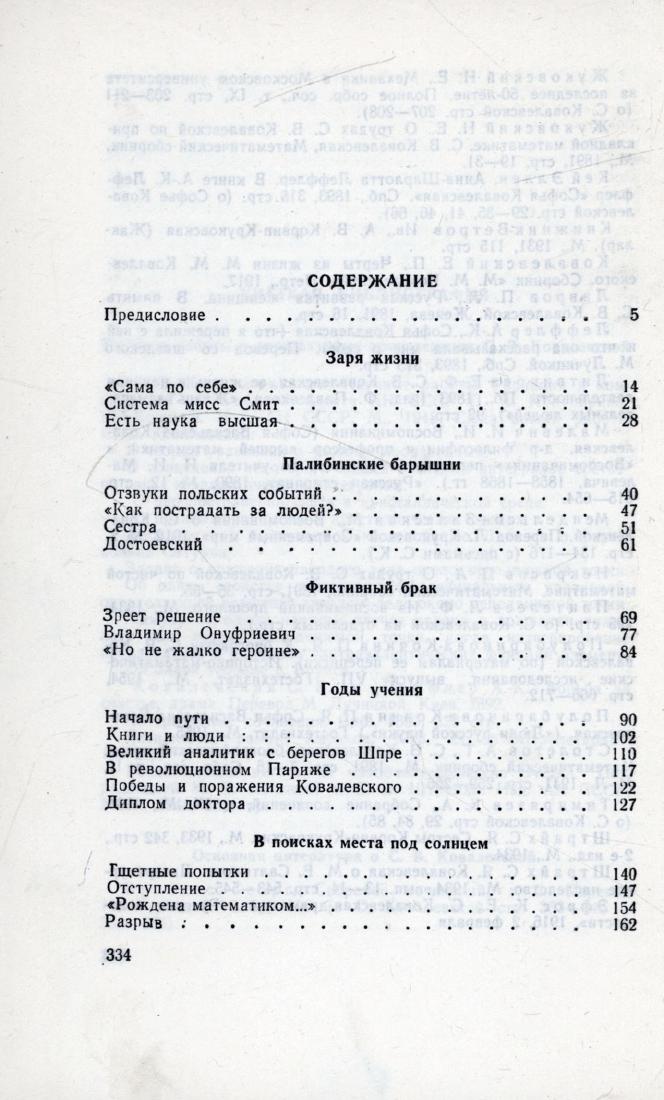 СОДЕРЖАНИЕ
Предисловие . . . . . . . . . . . . . . . . 5
Заря жизни
«Сама по себе» . . . . . . . . . . . . . . . 14
Система мисс Смит . . . . . . . . . . . . . 21
Есть наука высшая . . . . . . . . . . . . . 28
Палибинские барышни
Отзвуки польских событий . . . . . . . . . . 40
«Как пострадать за людей?» . . . . . . . . . 47
Сестра . . . . . . . . . . . . . . . . . . 51
Достоевский . . . . . . . . . . . . . . . . 61
Фиктивный брак
Зреет решение . . . . . . . . . . . . . . . 69
Владимир Онуфриевич . . . . . . . . . . . . 77
«Но не жалко героине» . . . . . . . . . . . 84
Годы учения
Начало пути . . . . . . . . . . . . . . . . 90
Книги и люди : : . . . . . . . . . . . . . 102
Великий аналитик с берегов Шпре . . . . . . . 110
В революционном Париже . . . . . . . . . . . 117
Победы и поражения Ковалевского . . . . . . . 122
Диплом доктора . . . . . . . . . . . . . . 127
В поисках места под солнцем
Тщетные попытки . . . . . . . . . . . . . . 140
Отступление . . . . . . . . . . . . . . . . 147
«Рождена математиком...» . . . . . . . . . . 154
Разрыв : . . . . . . . . . . . . . . . . . 162
334